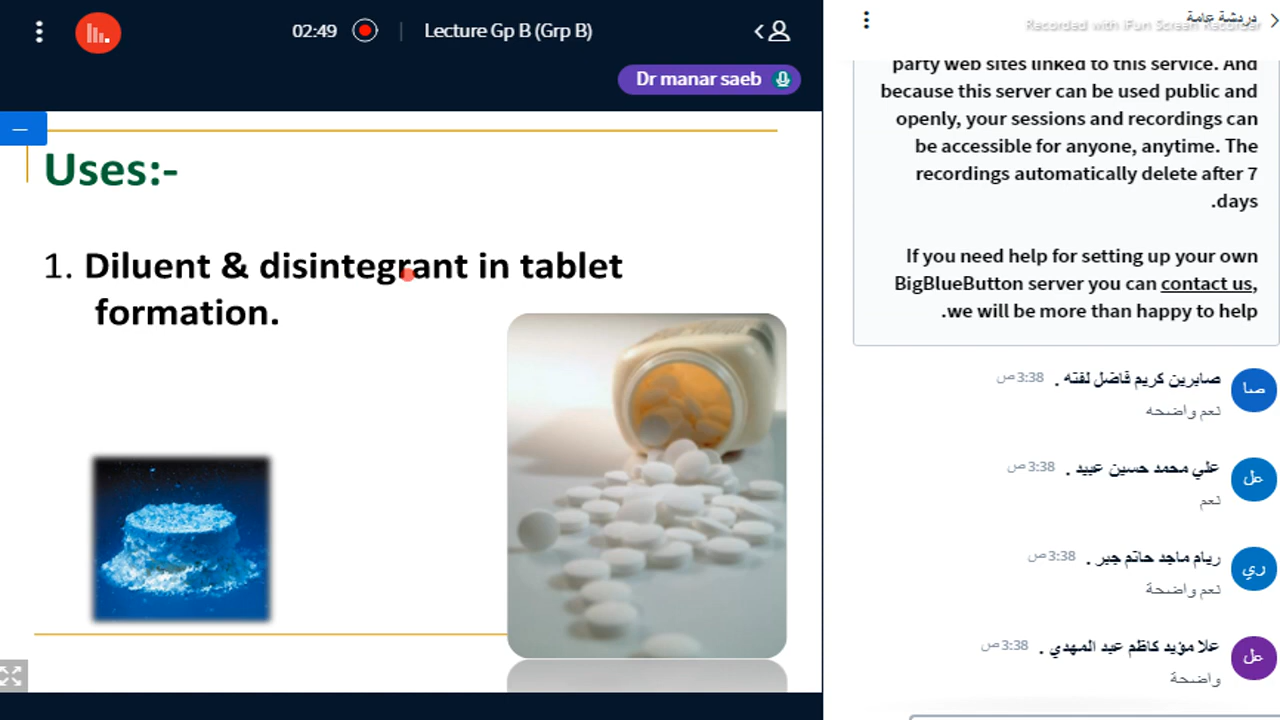 02:49
Lecture Gp B (Grp B)
Dr manar saeb
Uses:-
1. Diluent & disintegrant in tablet
formation.
دردشة عامة
Recorded with iFun Screen Recorder
party web sites linked to this service. And
because this server can be used public and
openly, your sessions and recordings can
be accessible for anyone, anytime. The
recordings automatically delete after 7
.days
If you need help for setting up your own
BigBlueButton server you can contact us,
.we will be more than happy to help
صا
صابرين كريم فاضل لفته . 3:38 ص
نعم واضحه
عل
علي محمد حسين عبيد . 3:38 ص
نعم
ري
ريام ماجد حاتم جبر . 3:38 ص
نعم واضحة
عل
علا مؤيد كاظم عبد المهدي . 3:38 ص
واضحة